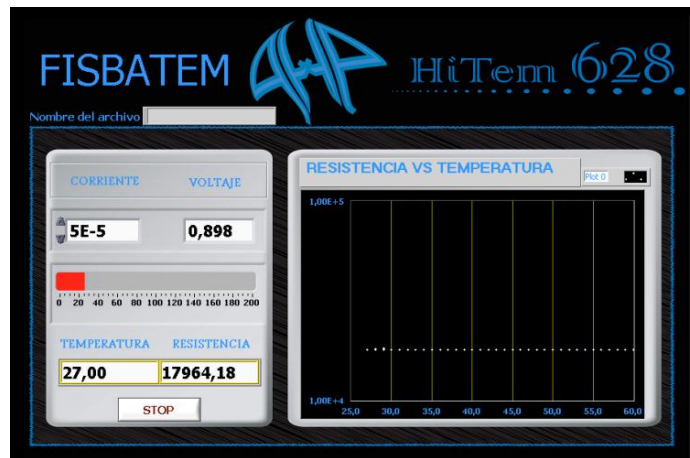 FISBATEM
HiTem 628
Nombre del archivo
CORRIENTE VOLTAJE
5E-5 0,898
0 20 40 60 80 100 120 140 160 180 200
TEMPERATURA RESISTENCIA
27,00 17964,18
STOP
RESISTENCIA VS TEMPERATURA
Plot 0
1,00E+5
1,00E+4
25,0 30,0 35,0 40,0 45,0 50,0 55,0 60,0